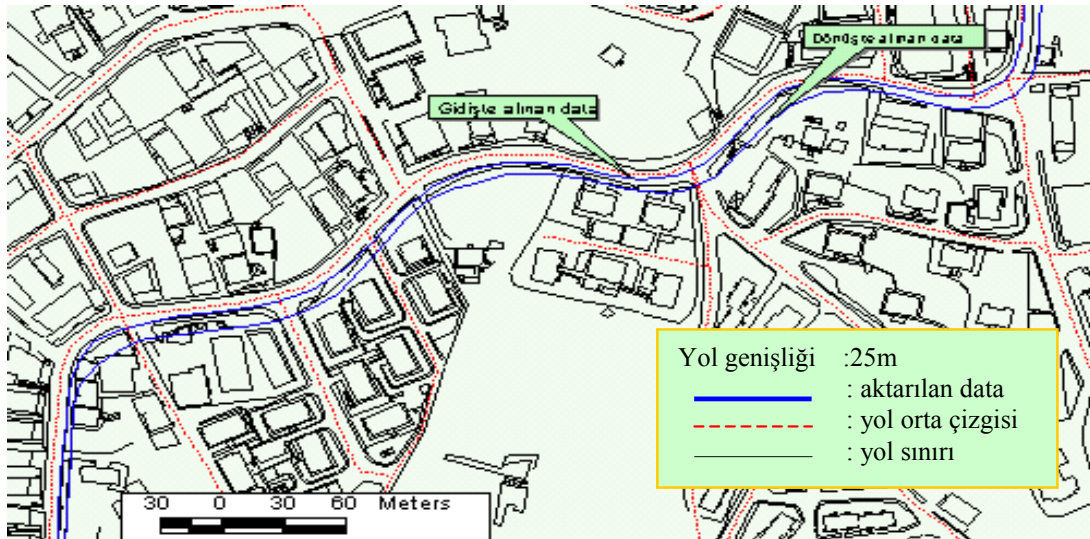 Dönüşte alınan data
Gidişte alınan data
Yol genişliği :25m
: aktarılan data
: yol orta çizgisi
: yol sınırı
30 0 30 60 Meters